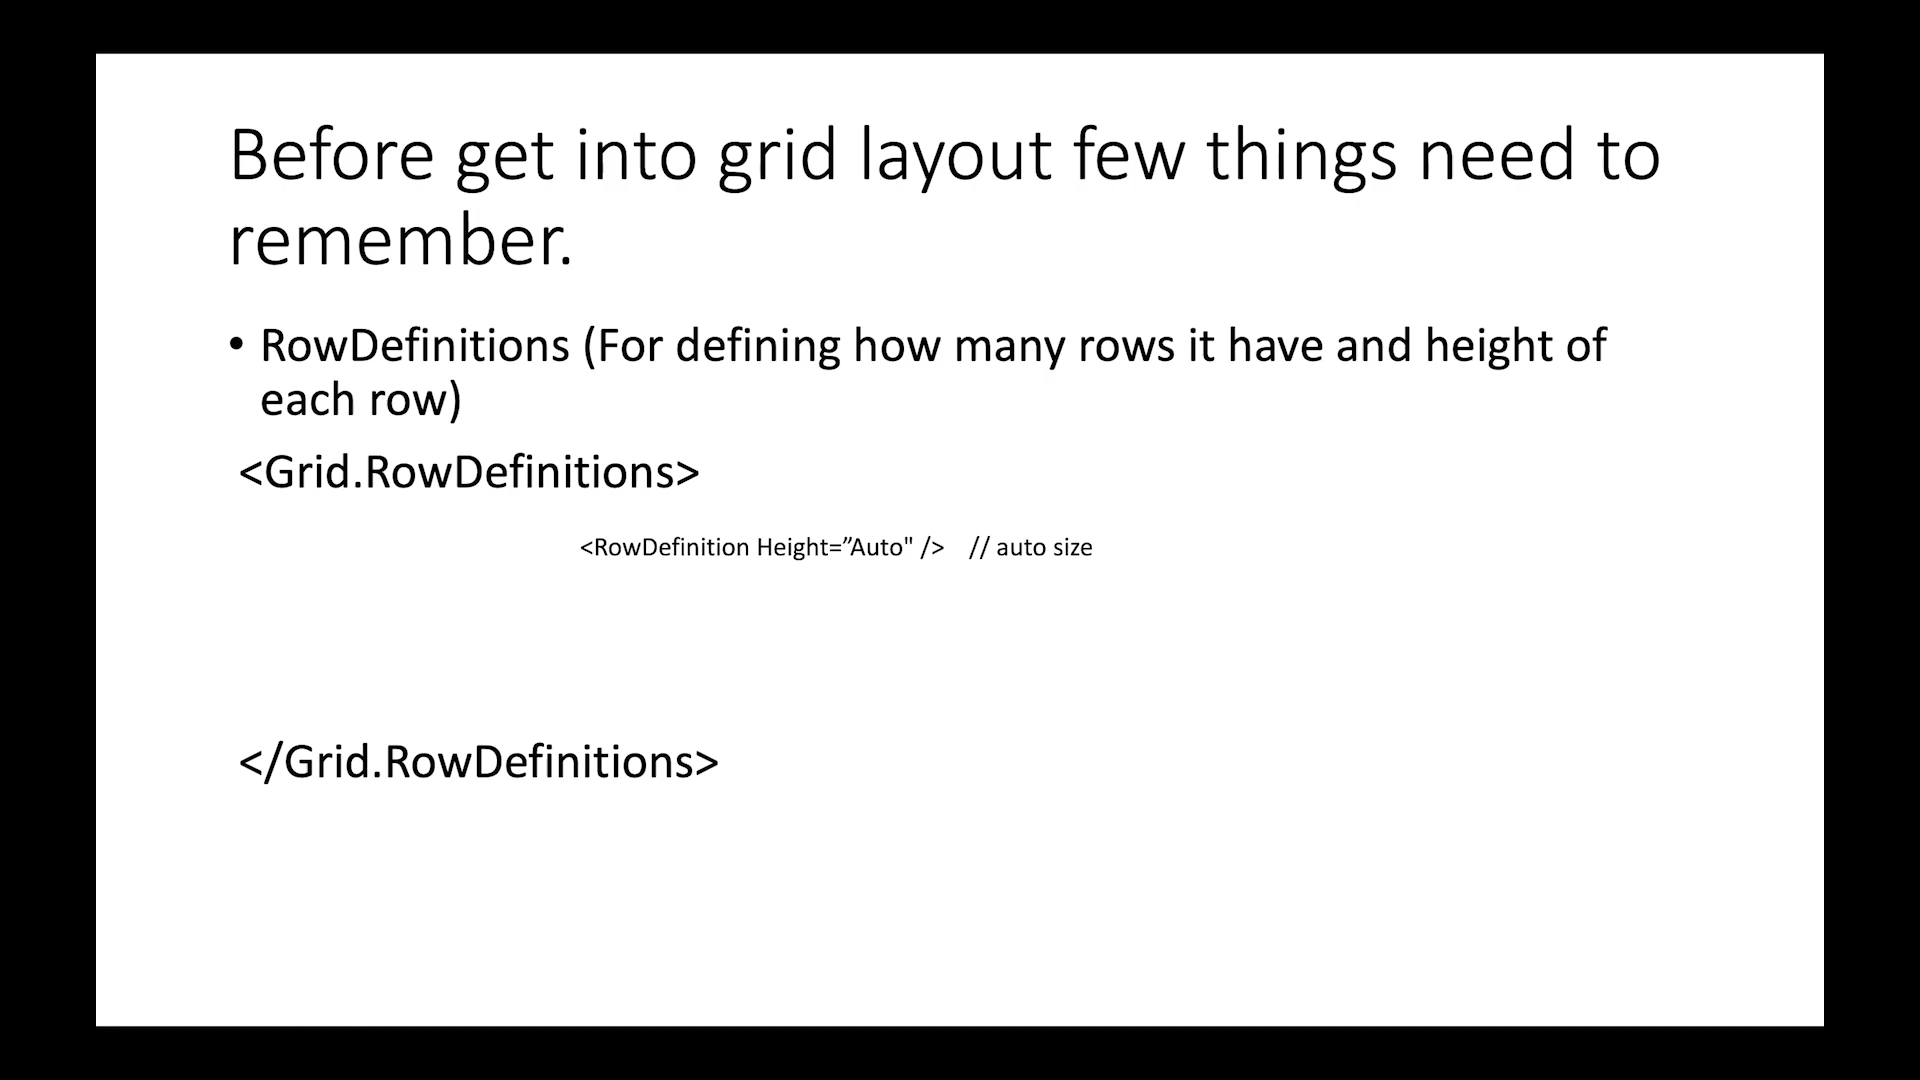 Before get into grid layout few things need to
remember.
• RowDefinitions (For defining how many rows it have and height of
each row)
<Grid.RowDefinitions>
<RowDefinition Height=”Auto" /> // auto size
</Grid.RowDefinitions>